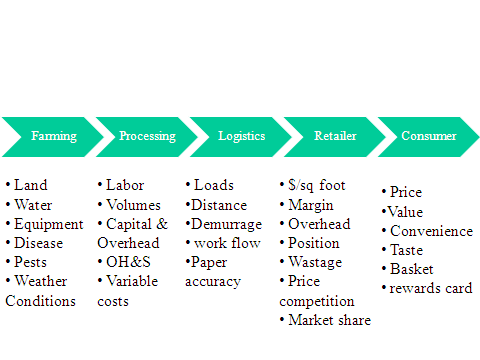 Farming
Processing
Logistics
Retailer
Consumer
• Land
• Water
• Equipment
• Disease
• Pests
• Weather
Conditions
• Labor
• Volumes
• Capital &
Overhead
• OH&S
• Variable
costs
• Loads
•Distance
•Demurrage
• work flow
•Paper
accuracy
• $/sq foot
• Margin
• Overhead
• Position
• Wastage
• Price
competition
• Market share
• Price
•Value
• Convenience
• Taste
• Basket
• rewards card